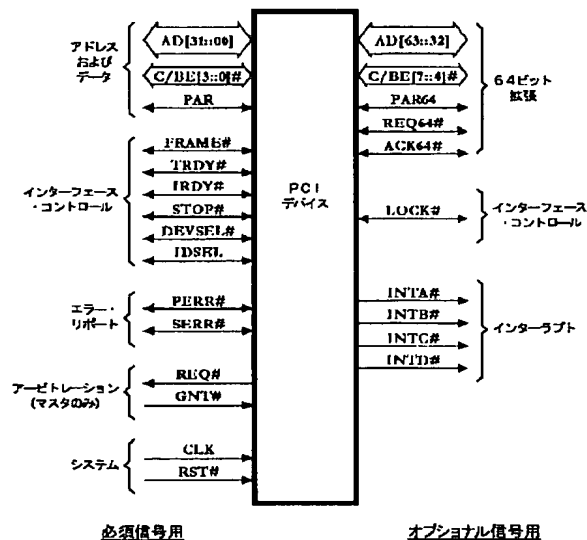 アドレス
および
データ
AD[31::00]
C/BE[3::0]#
PAR
インターフェース
・コントロール
FRAME#
TRDY#
IRDY#
STOP#
DEVSEL#
IDSEL
エラー・
リポート
PERR#
SERR#
アービトレーション
(マスタのみ)
REQ#
GNT#
システム
CLK
RST#
PCI
デバイス
AD[63::32]
C/BE[7::4]#
PAR64
REQ64#
ACK64#
64ビット
拡張
LOCK#
インターフェース
・コントロール
INTA#
INTB#
INTC#
INTD#
インターラプト
必須信号用
オプショナル信号用